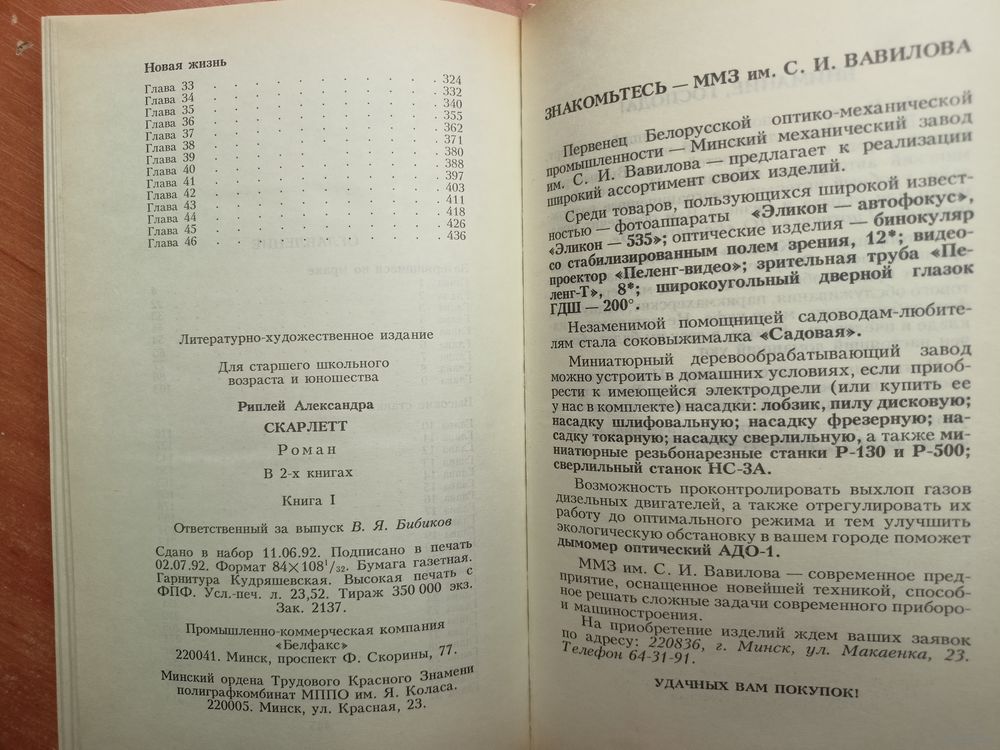 Новая жизнь
Глава 33 . . . . . . . . . . 324
Глава 34 . . . . . . . . . . 332
Глава 35 . . . . . . . . . . 340
Глава 36 . . . . . . . . . . 355
Глава 37 . . . . . . . . . . 362
Глава 38 . . . . . . . . . . 371
Глава 39 . . . . . . . . . . 380
Глава 40 . . . . . . . . . . 388
Глава 41 . . . . . . . . . . 397
Глава 42 . . . . . . . . . . 403
Глава 43 . . . . . . . . . . 411
Глава 44 . . . . . . . . . . 418
Глава 45 . . . . . . . . . . 426
Глава 46 . . . . . . . . . . 436
Литературно-художественное издание
Для старшего школьного
возраста и юношества
Риплей Александра
СКАРЛЕТТ
Роман
В 2-х книгах
Книга I
Ответственный за выпуск В. Я. Бибиков
Сдано в набор 11.06.92. Подписано в печать
02.07.92. Формат 84×108¹/₃₂. Бумага газетная.
Гарнитура Кудряшевская. Высокая печать с
ФПФ. Усл.-печ. л. 23,52. Тираж 350 000 экз.
Зак. 2137.
Промышленно-коммерческая компания
«Белфакс»
220041. Минск, проспект Ф. Скорины, 77.
Минский ордена Трудового Красного Знамени
полиграфкомбинат МППО им. Я. Коласа.
220005. Минск, ул. Красная, 23.
ЗНАКОМЬТЕСЬ — ММЗ им. С. И. ВАВИЛОВА
Первенец Белорусской оптико-механической
промышленности — Минский механический завод
им. С. И. Вавилова — предлагает к реализации
широкий ассортимент своих изделий.
Среди товаров, пользующихся широкой извест-
ностью — фотоаппараты «Эликон — автофокус»,
«Эликон — 535»; оптические изделия — бинокуляр
со стабилизированным полем зрения, 12*; видео-
проектор «Пеленг-видео»; зрительная труба «Пе-
ленг-Т», 8*; широкоугольный дверной глазок
ГДШ — 200°.
Незаменимой помощницей садоводам-любите-
лям стала соковыжималка «Садовая».
Миниатюрный деревообрабатывающий завод
можно устроить в домашних условиях, если приоб-
рести к имеющейся электродрели (или купить ее
у нас в комплекте) насадки: лобзик, пилу дисковую;
насадку шлифовальную; насадку фрезерную; на-
садку токарную; насадку сверлильную, а также ми-
ниатюрные резьбонарезные станки Р-130 и Р-500;
сверлильный станок НС-3А.
Возможность проконтролировать выхлоп газов
дизельных двигателей, а также отрегулировать их
работу до оптимального режима и тем улучшить
экологическую обстановку в вашем городе поможет
дымомер оптический АДО-1.
ММЗ им. С. И. Вавилова — современное пред-
приятие, оснащенное новейшей техникой, способ-
ное решать сложные задачи современного приборо-
и машиностроения.
На приобретение изделий ждем ваших заявок
по адресу: 220836, г. Минск, ул. Макаенка, 23.
Телефон 64-31-91.
УДАЧНЫХ ВАМ ПОКУПОК!